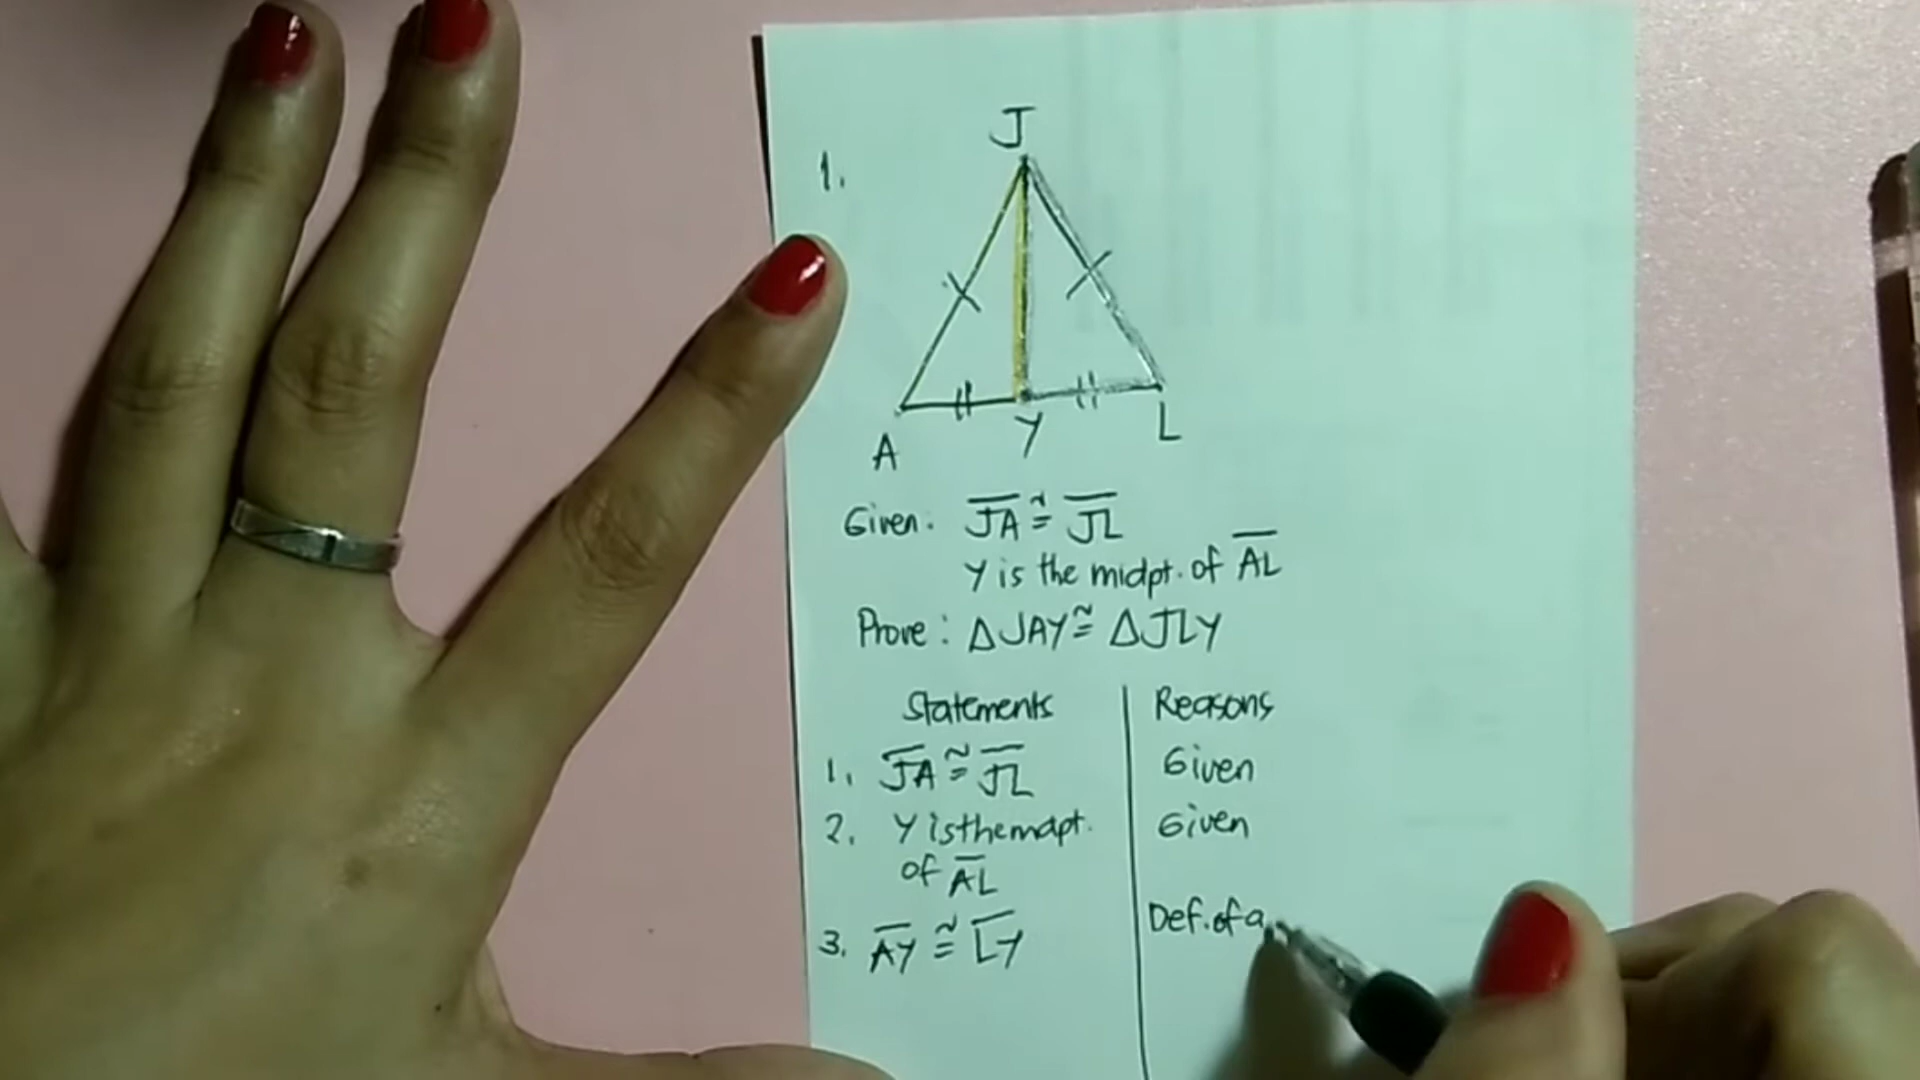 J
1.
A Y L
Given: JA ≅ JL
Y is the midpt. of AL
Prove: ΔJAY ≅ ΔJLY
Statements Reasons
1. JA ≅ JL Given
2. Y is the mdpt. Given
of AL
3. AY ≅ LY Def. of a